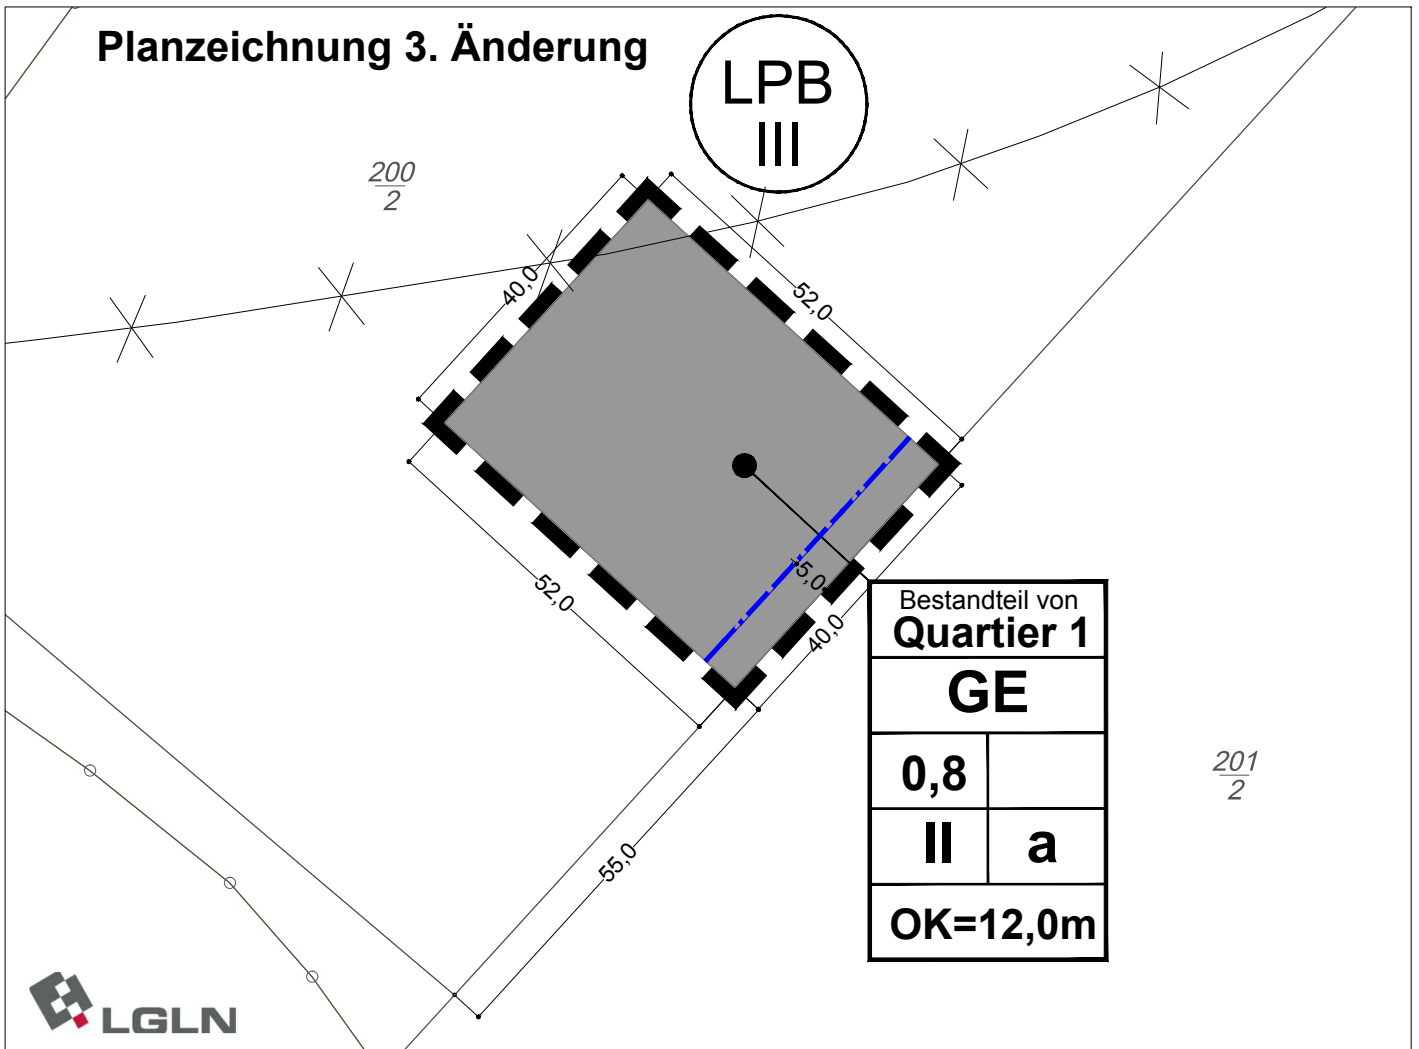 Planzeichnung 3. Änderung
LPB
III
200
2
40,0
52,0
52,0
5,0
40,0
Bestandteil von
Quartier 1
GE
0,8
II a
OK=12,0m
201
2
55,0
LGLN